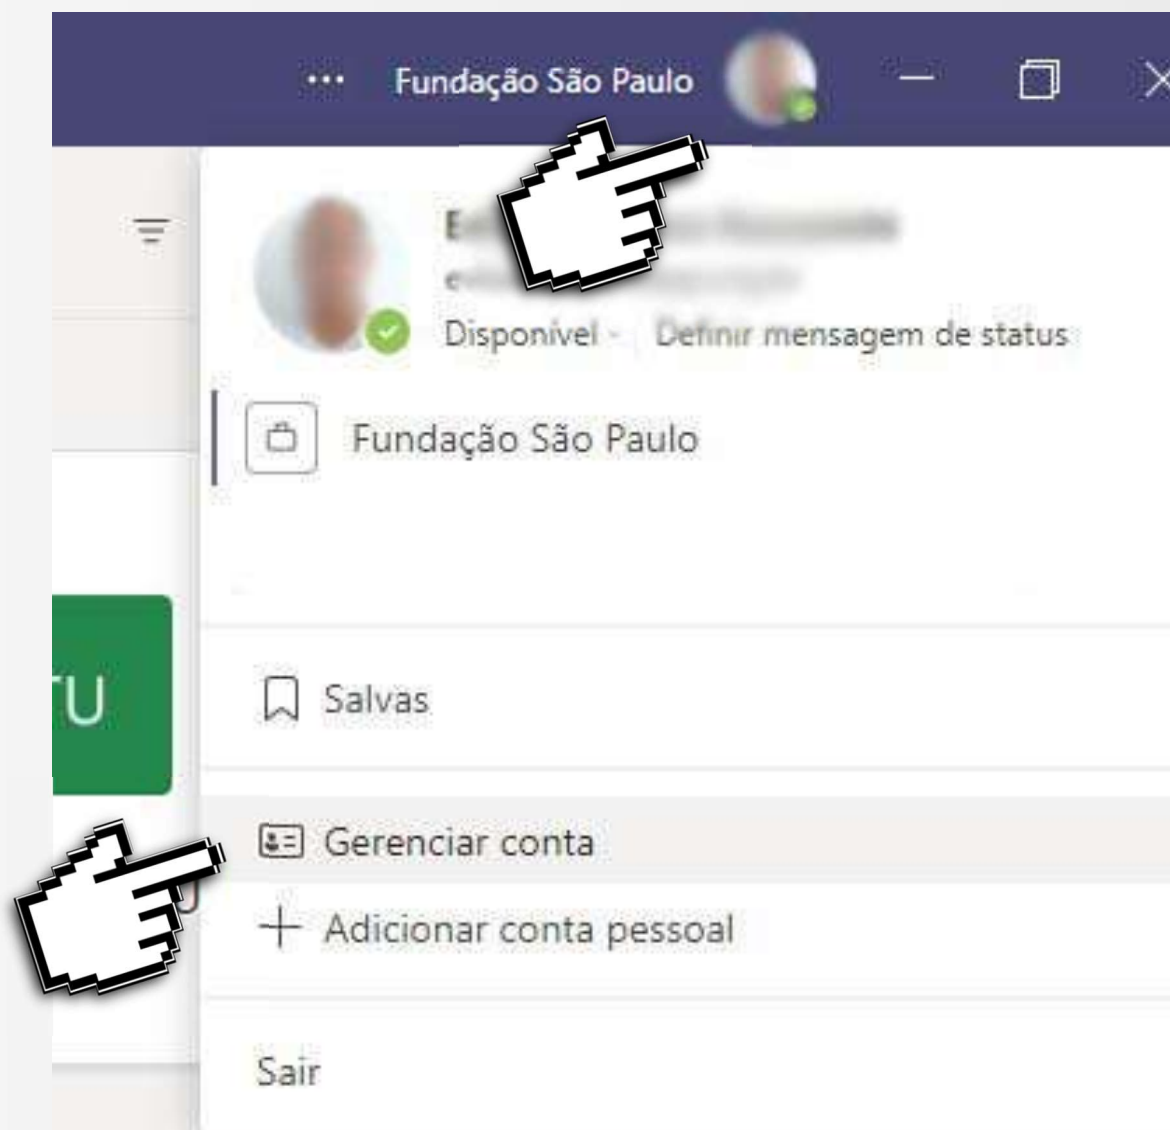 ... Fundação São Paulo
Disponível - Definir mensagem de status
Fundação São Paulo
TU
Salvas
Gerenciar conta
Adicionar conta pessoal
Sair